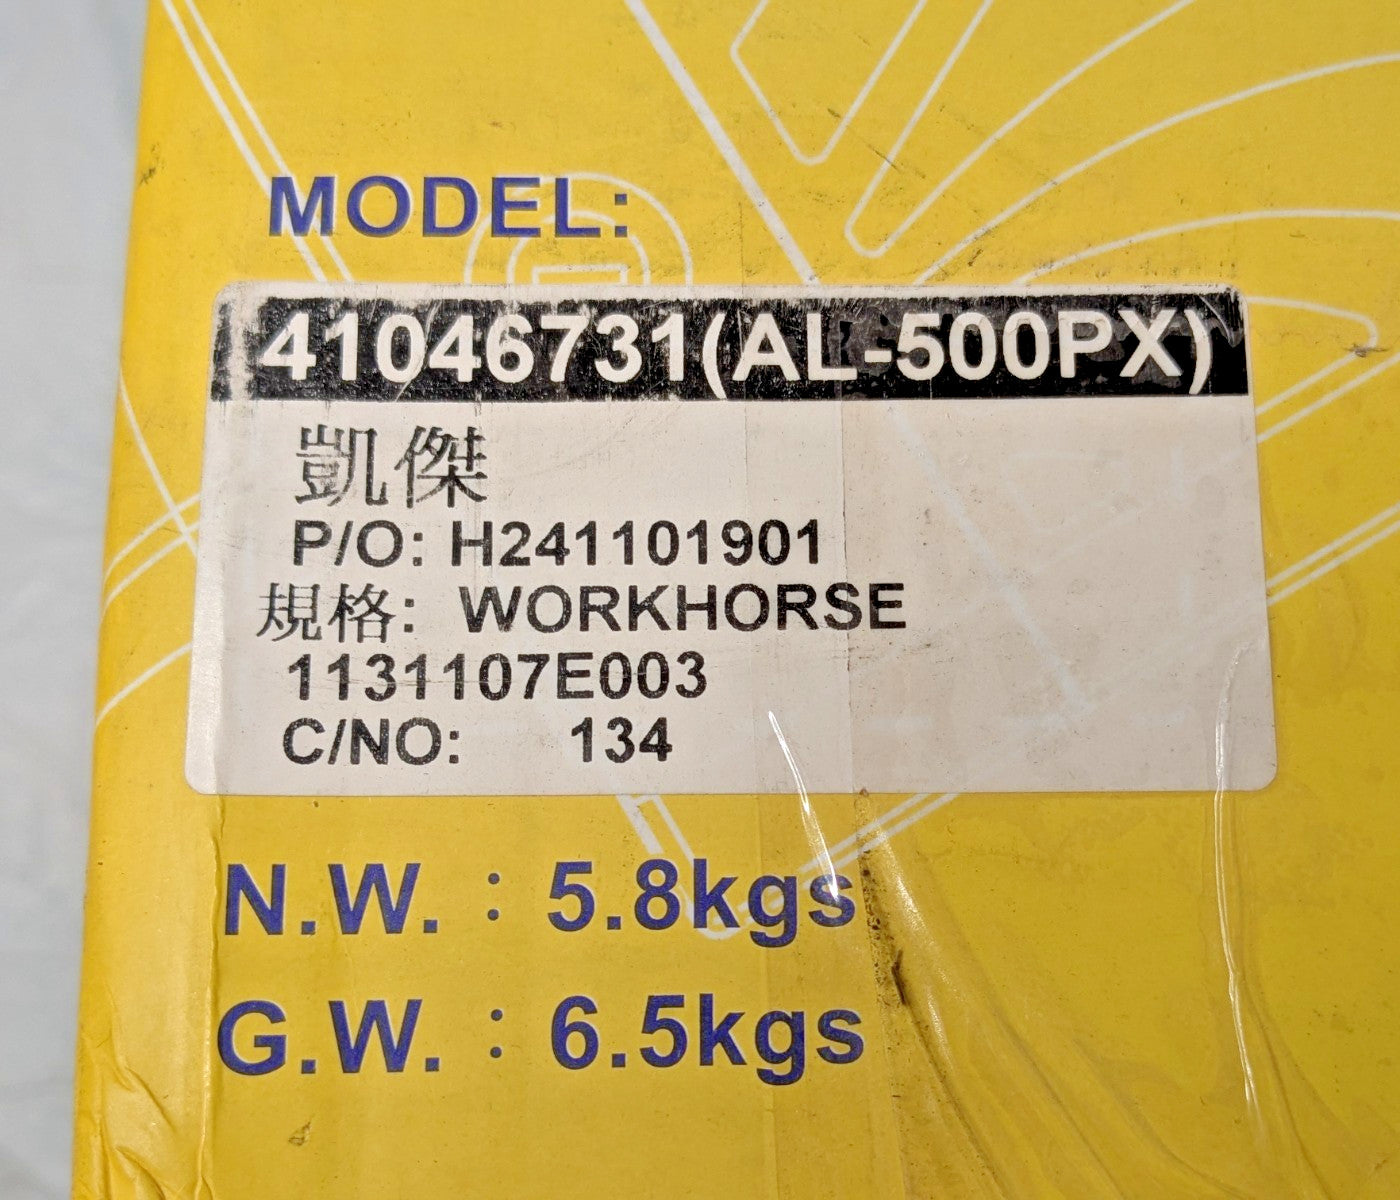 MODEL:
41046731(AL-500PX)
凱傑
P/O: H241101901
規格: WORKHORSE
1131107E003
C/NO: 134
N.W. : 5.8kgs
G.W. : 6.5kgs